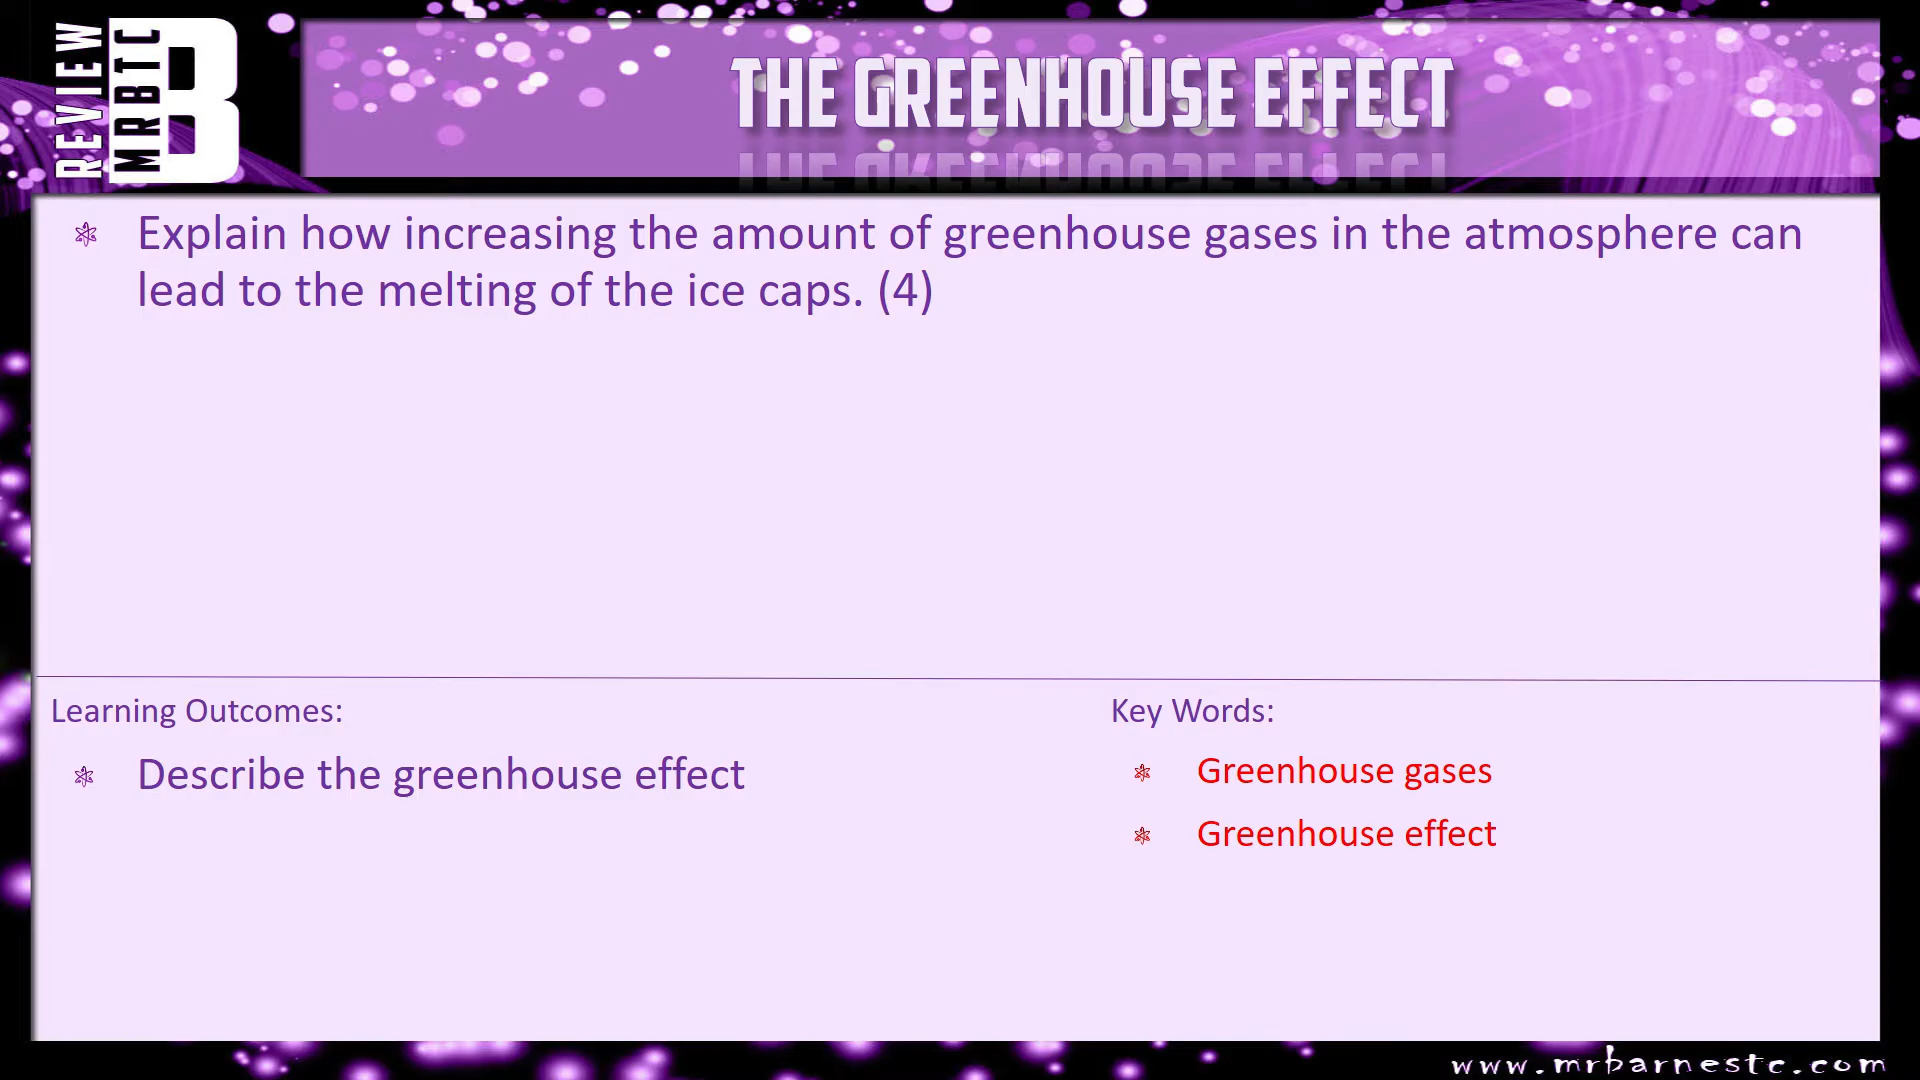 REVIEW
MRBTC
B
THE GREENHOUSE EFFECT
Explain how increasing the amount of greenhouse gases in the atmosphere can
lead to the melting of the ice caps. (4)
Learning Outcomes:
Describe the greenhouse effect
Key Words:
Greenhouse gases
Greenhouse effect
www.mrbarnestc.com